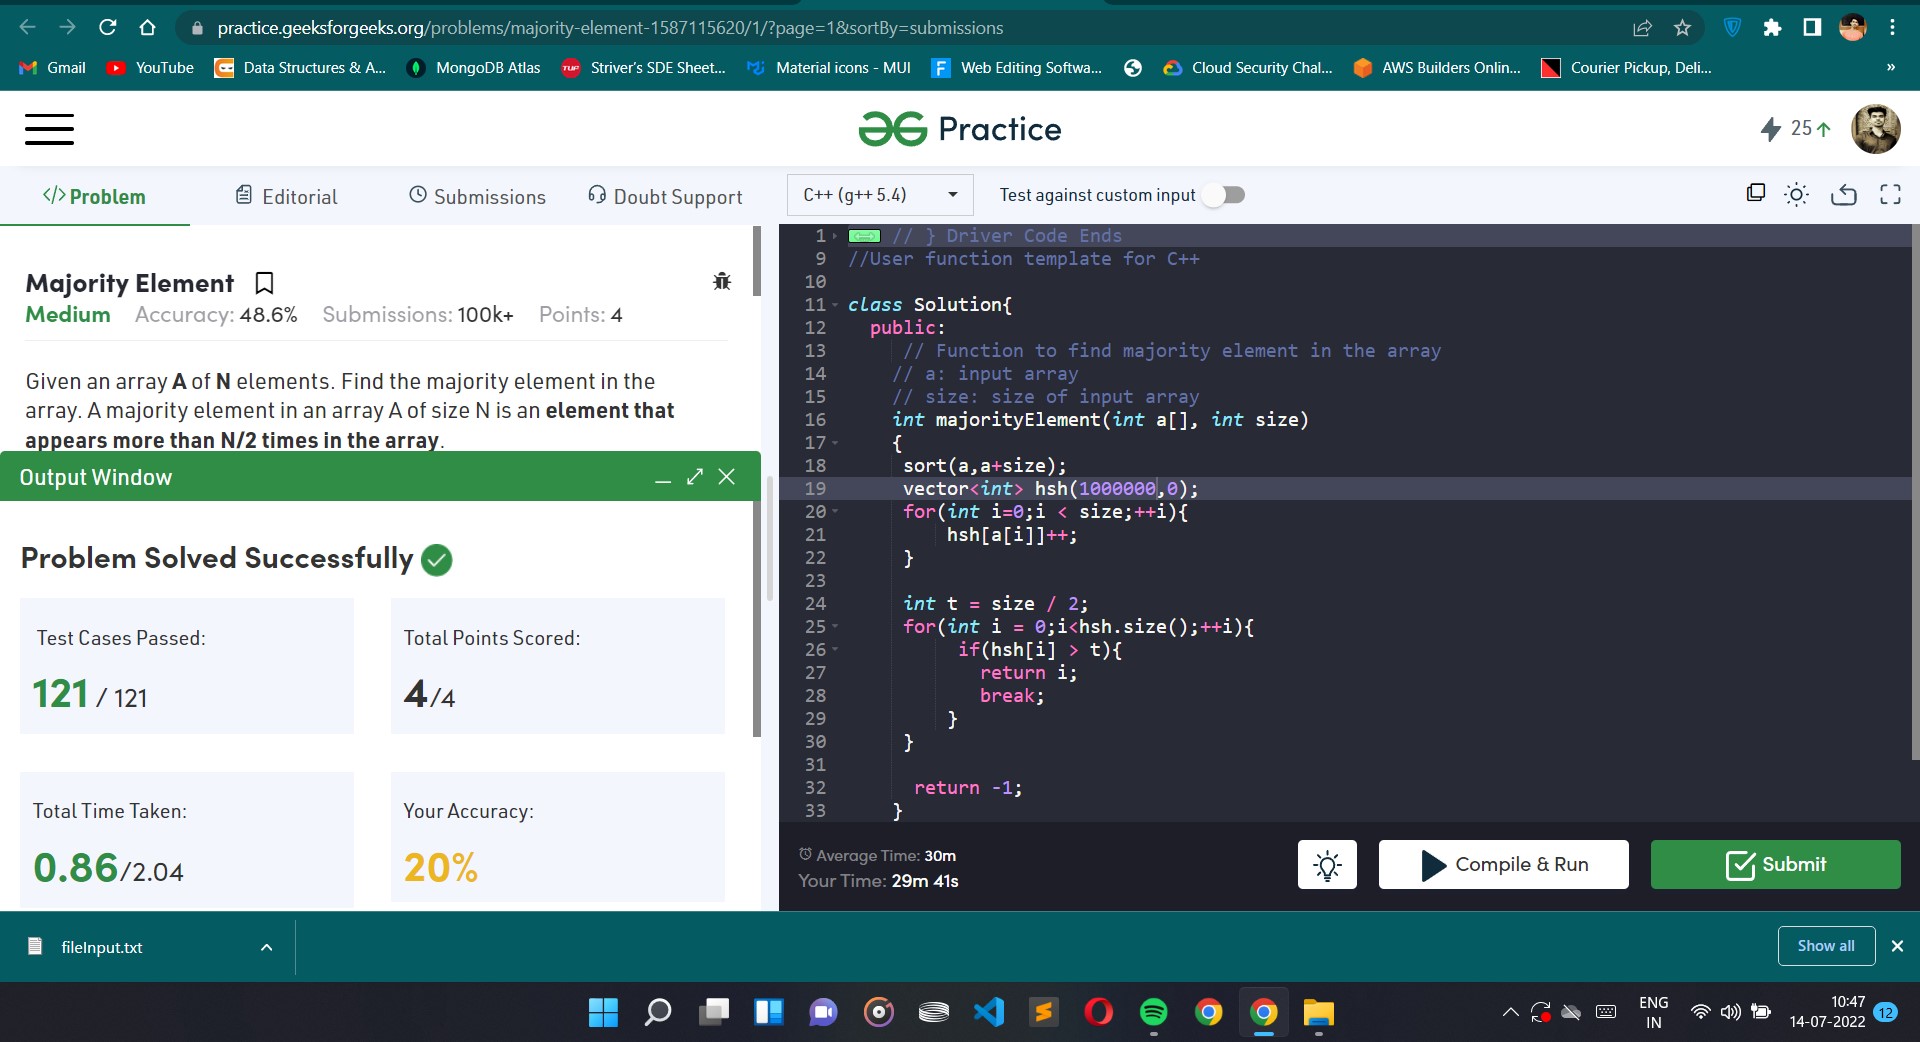 practice.geeksforgeeks.org/problems/majority-element-1587115620/1/?page=1&sortBy=submissions
Gmail YouTube Data Structures & A... MongoDB Atlas Striver's SDE Sheet... Material icons - MUI Web Editing Softwa... Cloud Security Chal... AWS Builders Onlin... Courier Pickup, Deli... »
Practice
25
</> Problem Editorial Submissions Doubt Support
C++ (g++ 5.4) Test against custom input
Majority Element
Medium Accuracy: 48.6% Submissions: 100k+ Points: 4
Given an array A of N elements. Find the majority element in the
array. A majority element in an array A of size N is an element that
appears more than N/2 times in the array.
Output Window
Problem Solved Successfully
Test Cases Passed:
121 / 121
Total Points Scored:
4/4
Total Time Taken:
0.86/2.04
Your Accuracy:
20%
1 // } Driver Code Ends
9 //User function template for C++
10
11 class Solution{
12 public:
13 // Function to find majority element in the array
14 // a: input array
15 // size: size of input array
16 int majorityElement(int a[], int size)
17 {
18 sort(a,a+size);
19 vector<int> hsh(1000000,0);
20 for(int i=0;i < size;++i){
21 hsh[a[i]]++;
22 }
23
24 int t = size / 2;
25 for(int i = 0;i<hsh.size();++i){
26 if(hsh[i] > t){
27 return i;
28 break;
29 }
30 }
31
32 return -1;
33 }
Average Time: 30m
Your Time: 29m 41s
Compile & Run
Submit
fileInput.txt
Show all
ENG
IN
10:47
14-07-2022
12